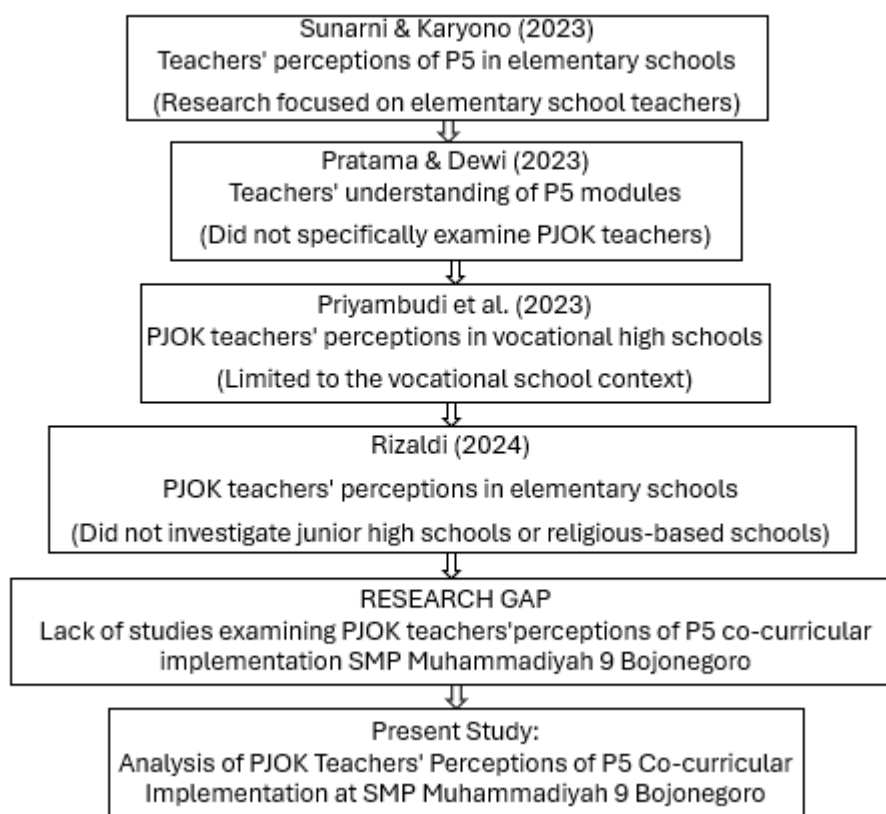 Sunarni & Karyono (2023)
Teachers' perceptions of P5 in elementary schools
(Research focused on elementary school teachers)
Pratama & Dewi (2023)
Teachers' understanding of P5 modules
(Did not specifically examine PJOK teachers)
Priyambudi et al. (2023)
PJOK teachers' perceptions in vocational high schools
(Limited to the vocational school context)
Rizaldi (2024)
PJOK teachers' perceptions in elementary schools
(Did not investigate junior high schools or religious-based schools)
RESEARCH GAP
Lack of studies examining PJOK teachers'perceptions of P5 co-curricular
implementation SMP Muhammadiyah 9 Bojonegoro
Present Study:
Analysis of PJOK Teachers' Perceptions of P5 Co-curricular
Implementation at SMP Muhammadiyah 9 Bojonegoro